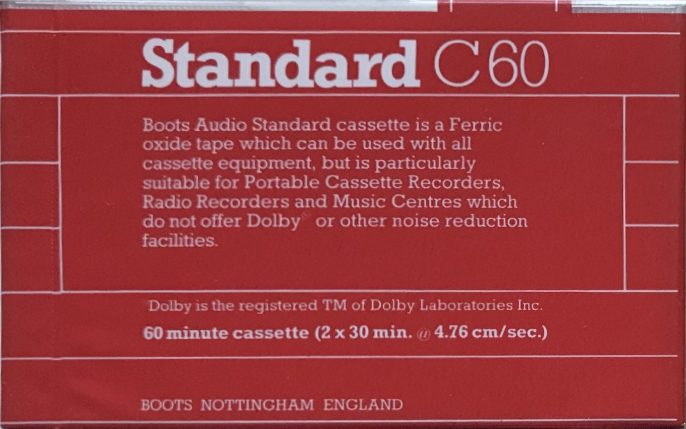 Standard C60
Boots Audio Standard cassette is a Ferric
oxide tape which can be used with all
cassette equipment, but is particularly
suitable for Portable Cassette Recorders,
Radio Recorders and Music Centres which
do not offer Dolby or other noise reduction
facilities.
Dolby is the registered TM of Dolby Laboratories Inc.
60 minute cassette (2 x 30 min. @ 4.76 cm/sec.)
BOOTS NOTTINGHAM ENGLAND